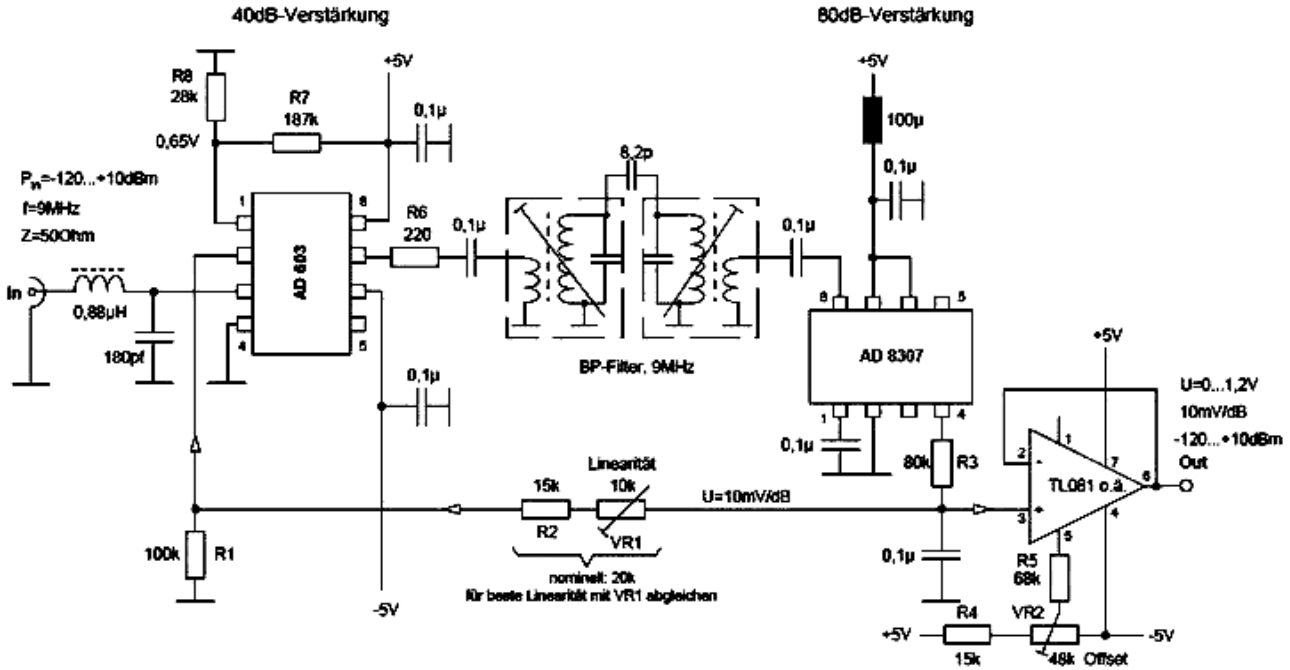 40dB-Verstärkung
80dB-Verstärkung
+5V
+5V
R8
28k
R7
187k
0,1µ
100µ
0,65V
8,2p
0,1µ
P_in=-120...+10dBm
f=9MHz
Z=50Ohm
1
8
R6
220
0,1µ
0,1µ
AD 603
In
0,88µH
8
5
180pf
4
5
BP-Filter, 9MHz
AD 8307
0,1µ
1
4
U=0...1,2V
10mV/dB
-120...+10dBm
Out
0,1µ
80k
R3
1
2
-
7
6
TL081 o.ä.
Linearität
15k
10k
U=10mV/dB
+
3
4
5
R2
VR1
100k
R1
nominell: 20k
für beste Linearität mit VR1 abgleichen
0,1µ
R5
68k
-5V
R4
VR2
+5V
-5V
15k
48k
Offset